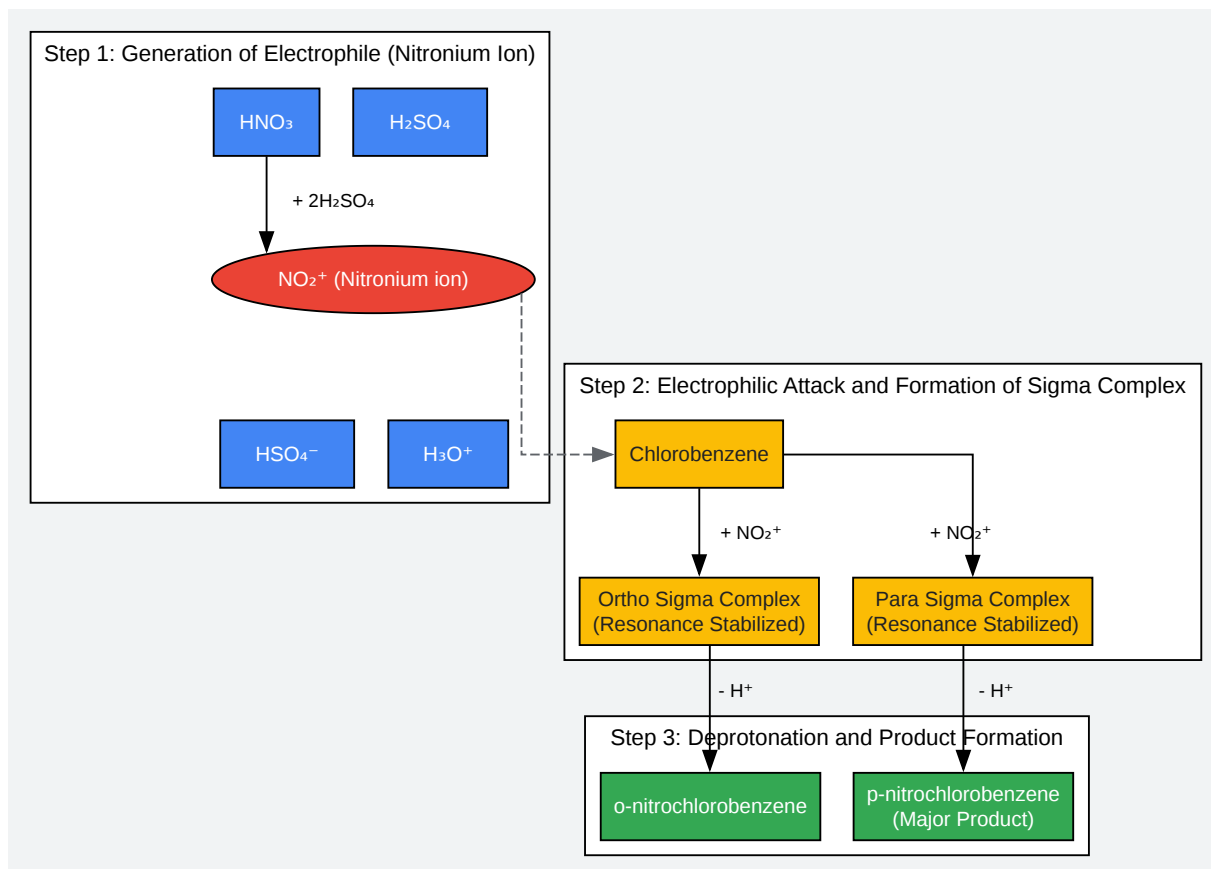 Step 1: Generation of Electrophile (Nitronium Ion)
HNO₃
H₂SO₄
+ 2H₂SO₄
NO₂⁺ (Nitronium ion)
HSO₄⁻
H₃O⁺
Step 2: Electrophilic Attack and Formation of Sigma Complex
Chlorobenzene
+ NO₂⁺
+ NO₂⁺
Ortho Sigma Complex
(Resonance Stabilized)
Para Sigma Complex
(Resonance Stabilized)
- H⁺
- H⁺
Step 3: Deprotonation and Product Formation
o-nitrochlorobenzene
p-nitrochlorobenzene
(Major Product)